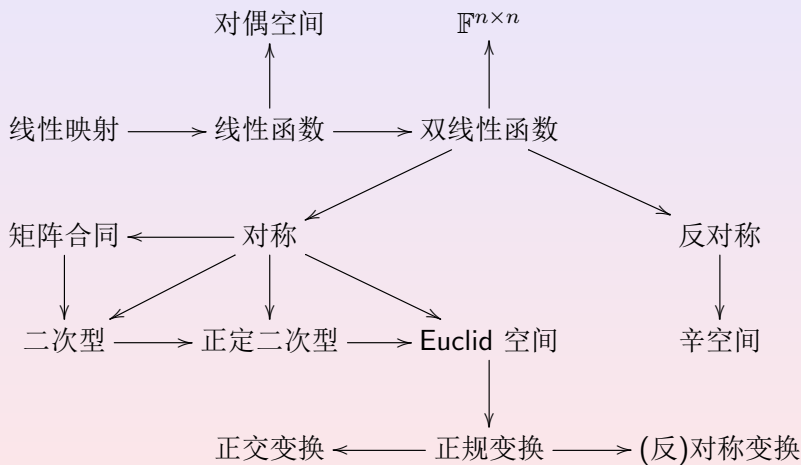 对偶空间 𝔽^{n×n}
线性映射 线性函数 双线性函数
矩阵合同 对称 反对称
二次型 正定二次型 Euclid 空间 辛空间
正交变换 正规变换 (反)对称变换